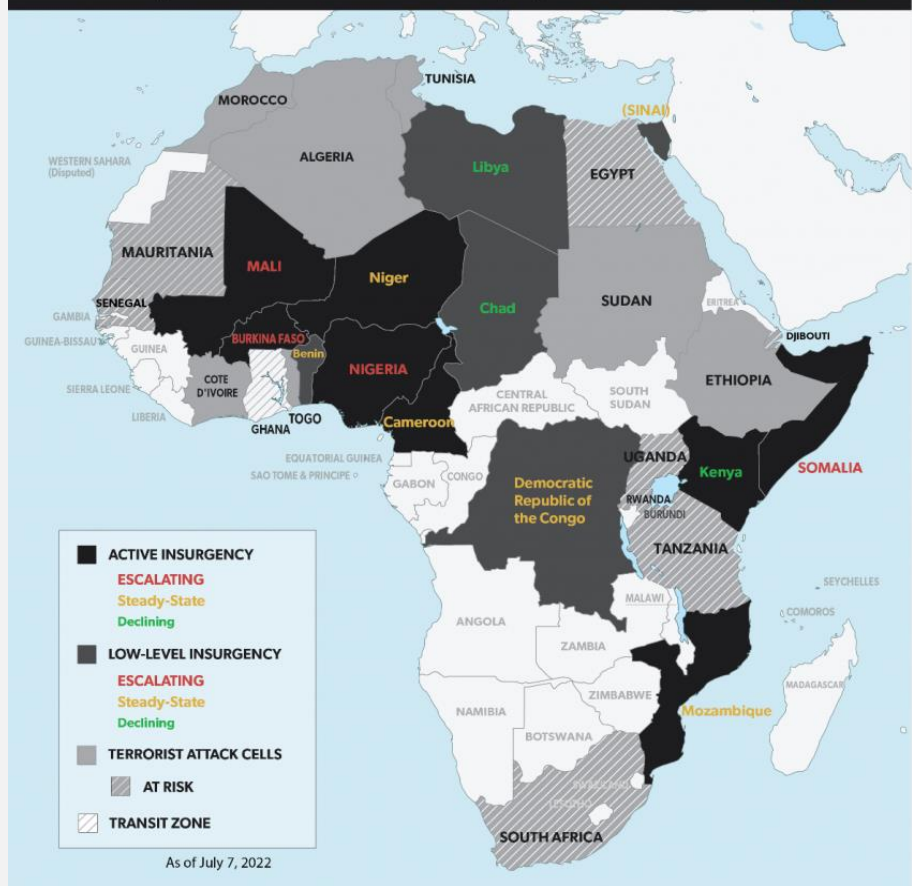 TUNISIA
MOROCCO
(SINAI)
WESTERN SAHARA
(Disputed)
ALGERIA
Libya
EGYPT
MAURITANIA
MALI
Niger
Chad
SUDAN
ERITREA
SENEGAL
GAMBIA
GUINEA-BISSAU
GUINEA
BURKINA FASO
Benin
NIGERIA
DJIBOUTI
SIERRA LEONE
COTE
D'IVOIRE
LIBERIA
GHANA
TOGO
Cameroon
CENTRAL
AFRICAN REPUBLIC
SOUTH
SUDAN
ETHIOPIA
EQUATORIAL GUINEA
SAO TOME & PRINCIPE
GABON
CONGO
UGANDA
Kenya
SOMALIA
Democratic
Republic of
the Congo
RWANDA
BURUNDI
TANZANIA
SEYCHELLES
COMOROS
MALAWI
ANGOLA
ZAMBIA
MADAGASCAR
ZIMBABWE
Mozambique
NAMIBIA
BOTSWANA
SWAZILAND
LESOTHO
SOUTH AFRICA
ACTIVE INSURGENCY
ESCALATING
Steady-State
Declining
LOW-LEVEL INSURGENCY
ESCALATING
Steady-State
Declining
TERRORIST ATTACK CELLS
AT RISK
TRANSIT ZONE
As of July 7, 2022